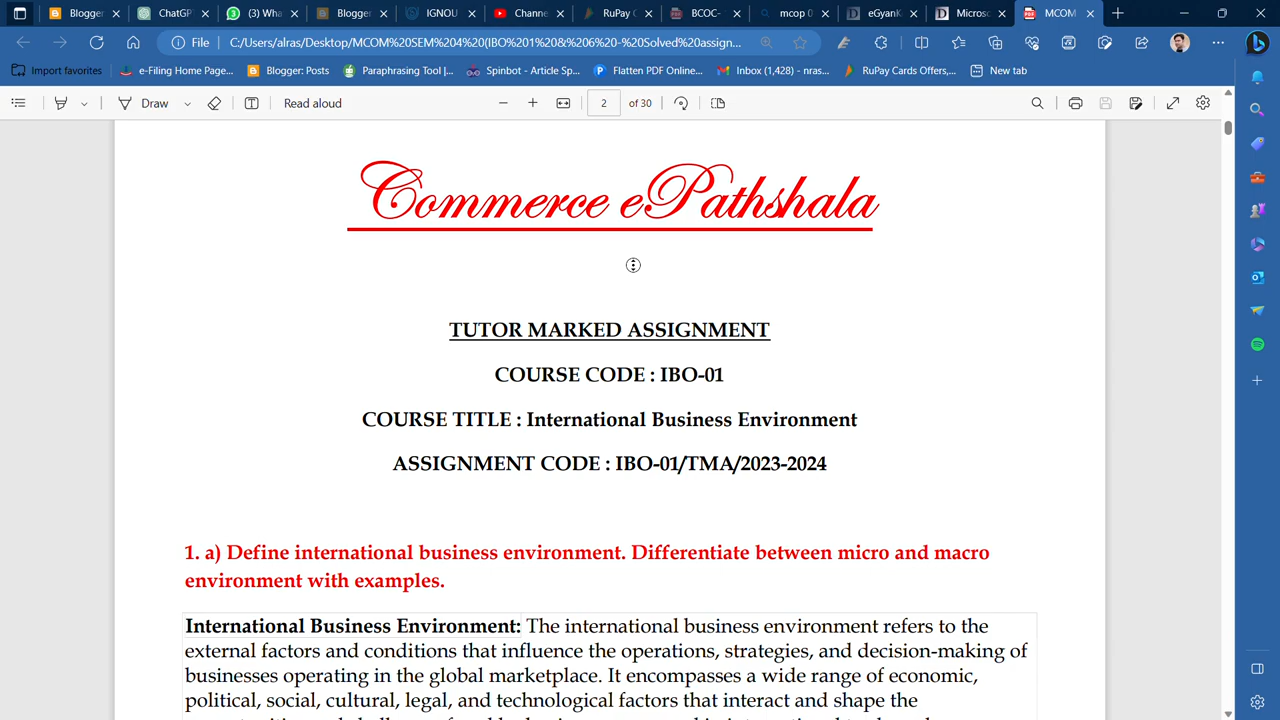 Blogger
ChatGP
(3) Wha
Blogger
IGNOU
Channe
RuPay C
BCOC-
mcop 0
eGyanK
Microsc
MCOM
File
C:/Users/alras/Desktop/MCOM%20SEM%204%20(IBO%201%20&%206%20-%20Solved%20assign...
Import favorites
e-Filing Home Page...
Blogger: Posts
Paraphrasing Tool |...
Spinbot - Article Sp...
Flatten PDF Online...
Inbox (1,428) - nras...
RuPay Cards Offers,...
New tab
Draw
Read aloud
2
of 30
Commerce ePathshala
TUTOR MARKED ASSIGNMENT
COURSE CODE : IBO-01
COURSE TITLE : International Business Environment
ASSIGNMENT CODE : IBO-01/TMA/2023-2024
1. a) Define international business environment. Differentiate between micro and macro
environment with examples.
International Business Environment: The international business environment refers to the
external factors and conditions that influence the operations, strategies, and decision-making of
businesses operating in the global marketplace. It encompasses a wide range of economic,
political, social, cultural, legal, and technological factors that interact and shape the